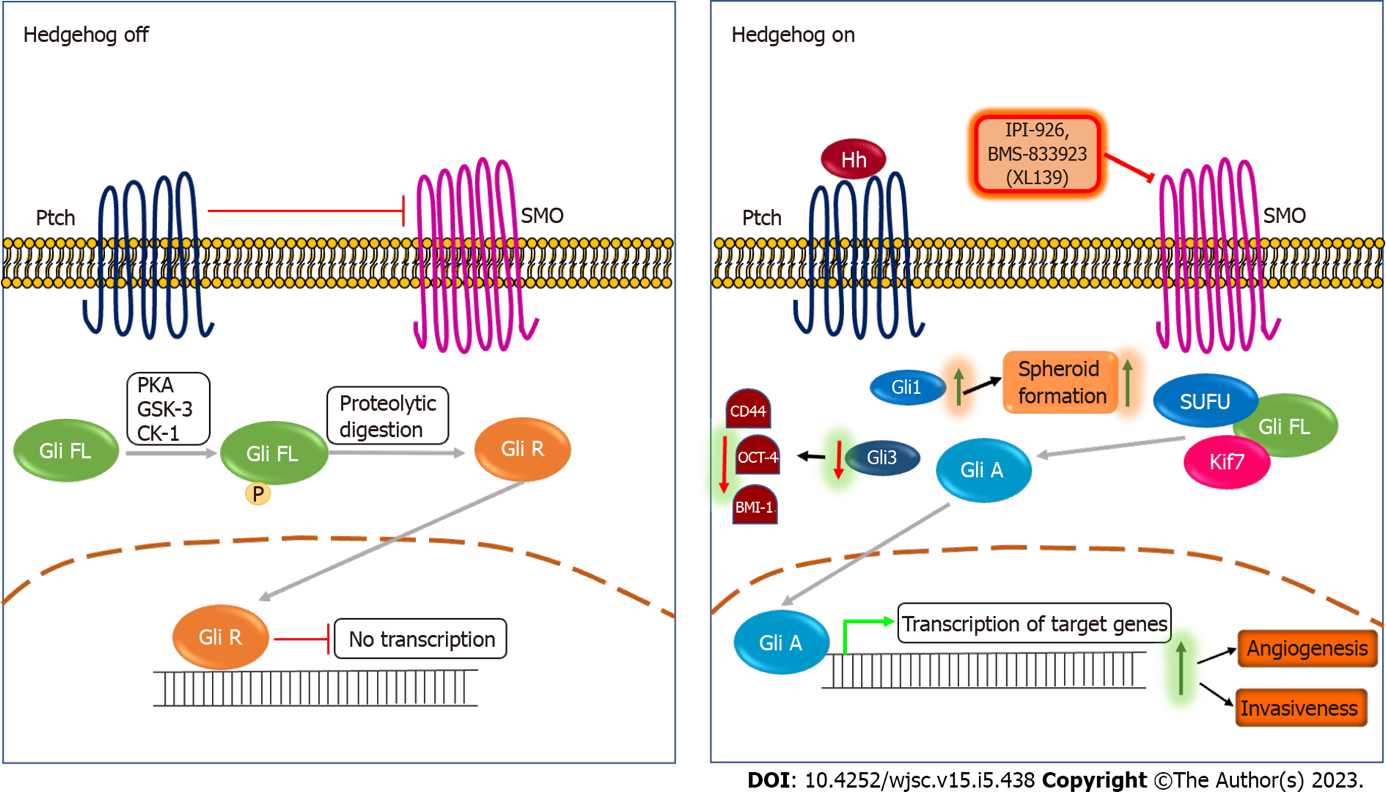 Hedgehog off
Ptch
SMO
PKA
GSK-3
CK-1
Proteolytic
digestion
Gli FL
Gli FL
P
Gli R
Gli R
No transcription
Hedgehog on
IPI-926,
BMS-833923
(XL139)
Hh
Ptch
SMO
Gli1
Spheroid
formation
SUFU
Gli FL
Kif7
CD44
OCT-4
BMI-1
Gli3
Gli A
Gli A
Transcription of target genes
Angiogenesis
Invasiveness
DOI: 10.4252/wjsc.v15.i5.438 Copyright ©The Author(s) 2023.